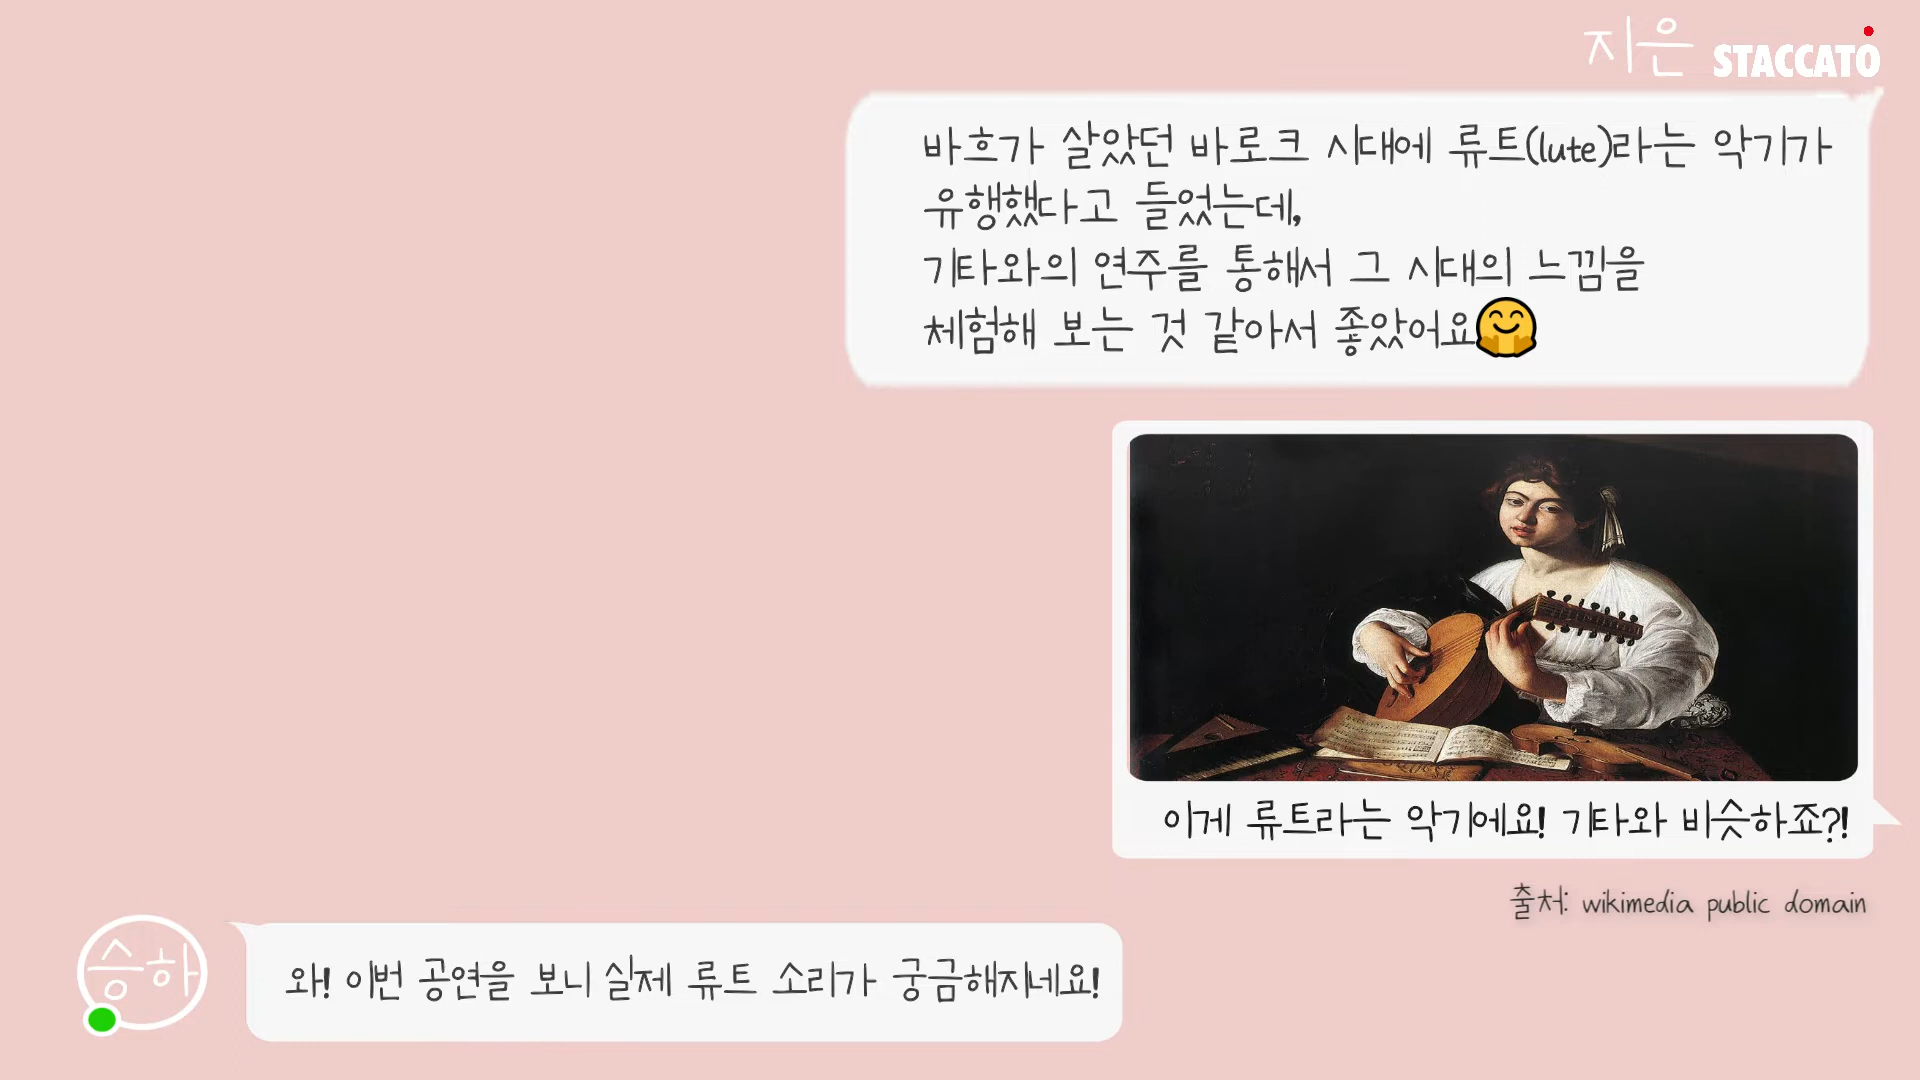 지은
STACCATO
바흐가 살았던 바로크 시대에 류트(lute)라는 악기가
유행했다고 들었는데,
기타와의 연주를 통해서 그 시대의 느낌을
체험해 보는 것 같아서 좋았어요🤗
이게 류트라는 악기에요! 기타와 비슷하죠?!
출처: wikimedia public domain
승하
와! 이번 공연을 보니 실제 류트 소리가 궁금해지네요!